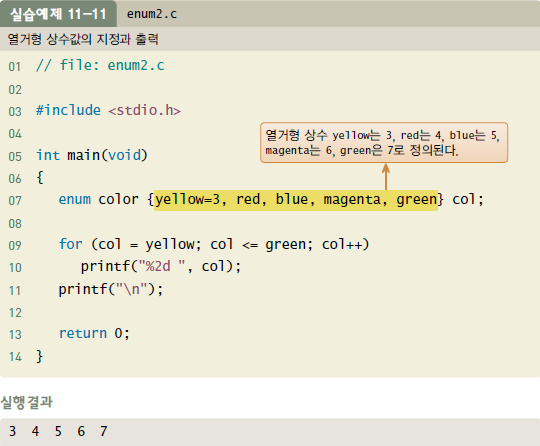 실습예제 11-11 enum2.c
열거형 상수값의 지정과 출력
01 // file: enum2.c
02
03 #include <stdio.h>
04
열거형 상수 yellow는 3, red는 4, blue는 5,
magenta는 6, green은 7로 정의된다.
05 int main(void)
06 {
07 enum color {yellow=3, red, blue, magenta, green} col;
08
09 for (col = yellow; col <= green; col++)
10 printf("%2d ", col);
11 printf("\n");
12
13 return 0;
14 }
실행결과
3 4 5 6 7